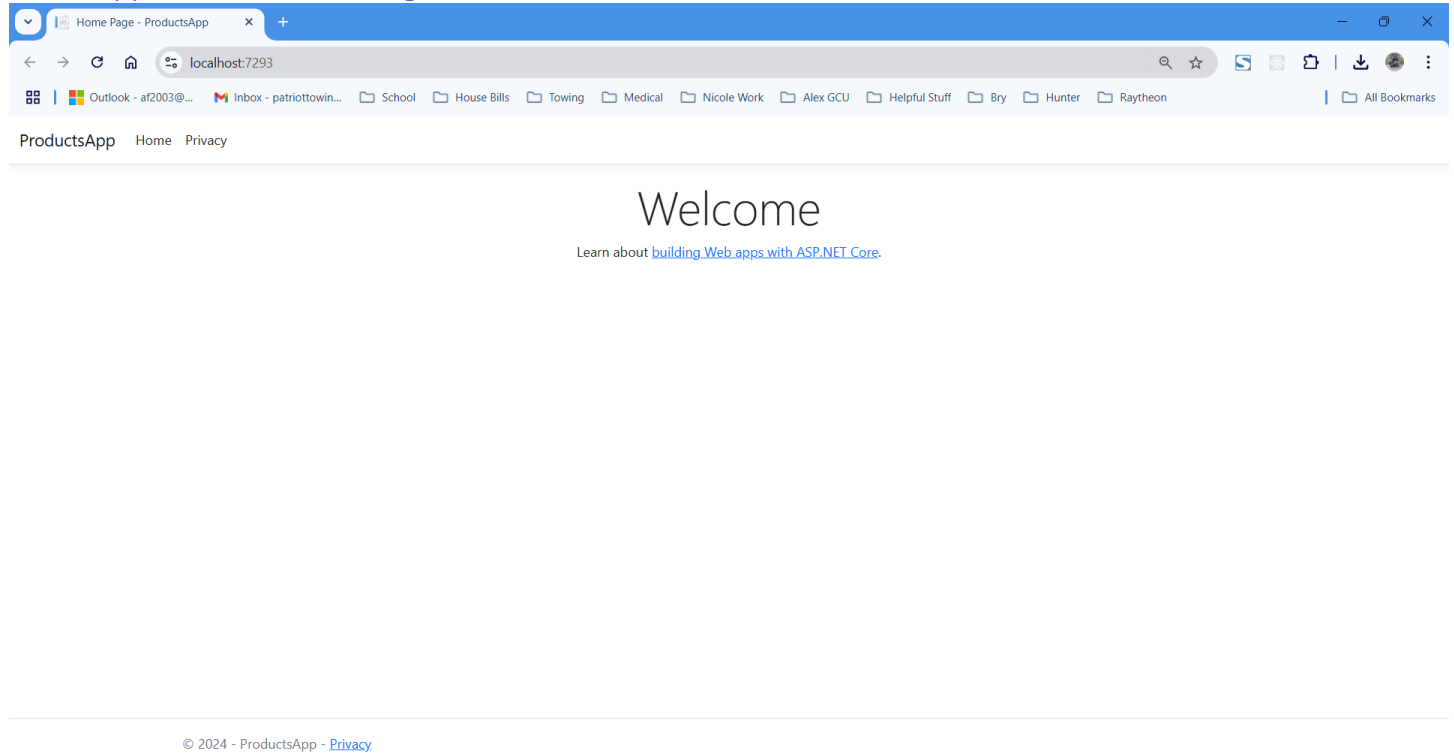 Home Page - ProductsApp
localhost:7293
Outlook - af2003@... Inbox - patriottowin... School House Bills Towing Medical Nicole Work Alex GCU Helpful Stuff Bry Hunter Raytheon All Bookmarks
ProductsApp Home Privacy
Welcome
Learn about building Web apps with ASP.NET Core.
© 2024 - ProductsApp - Privacy